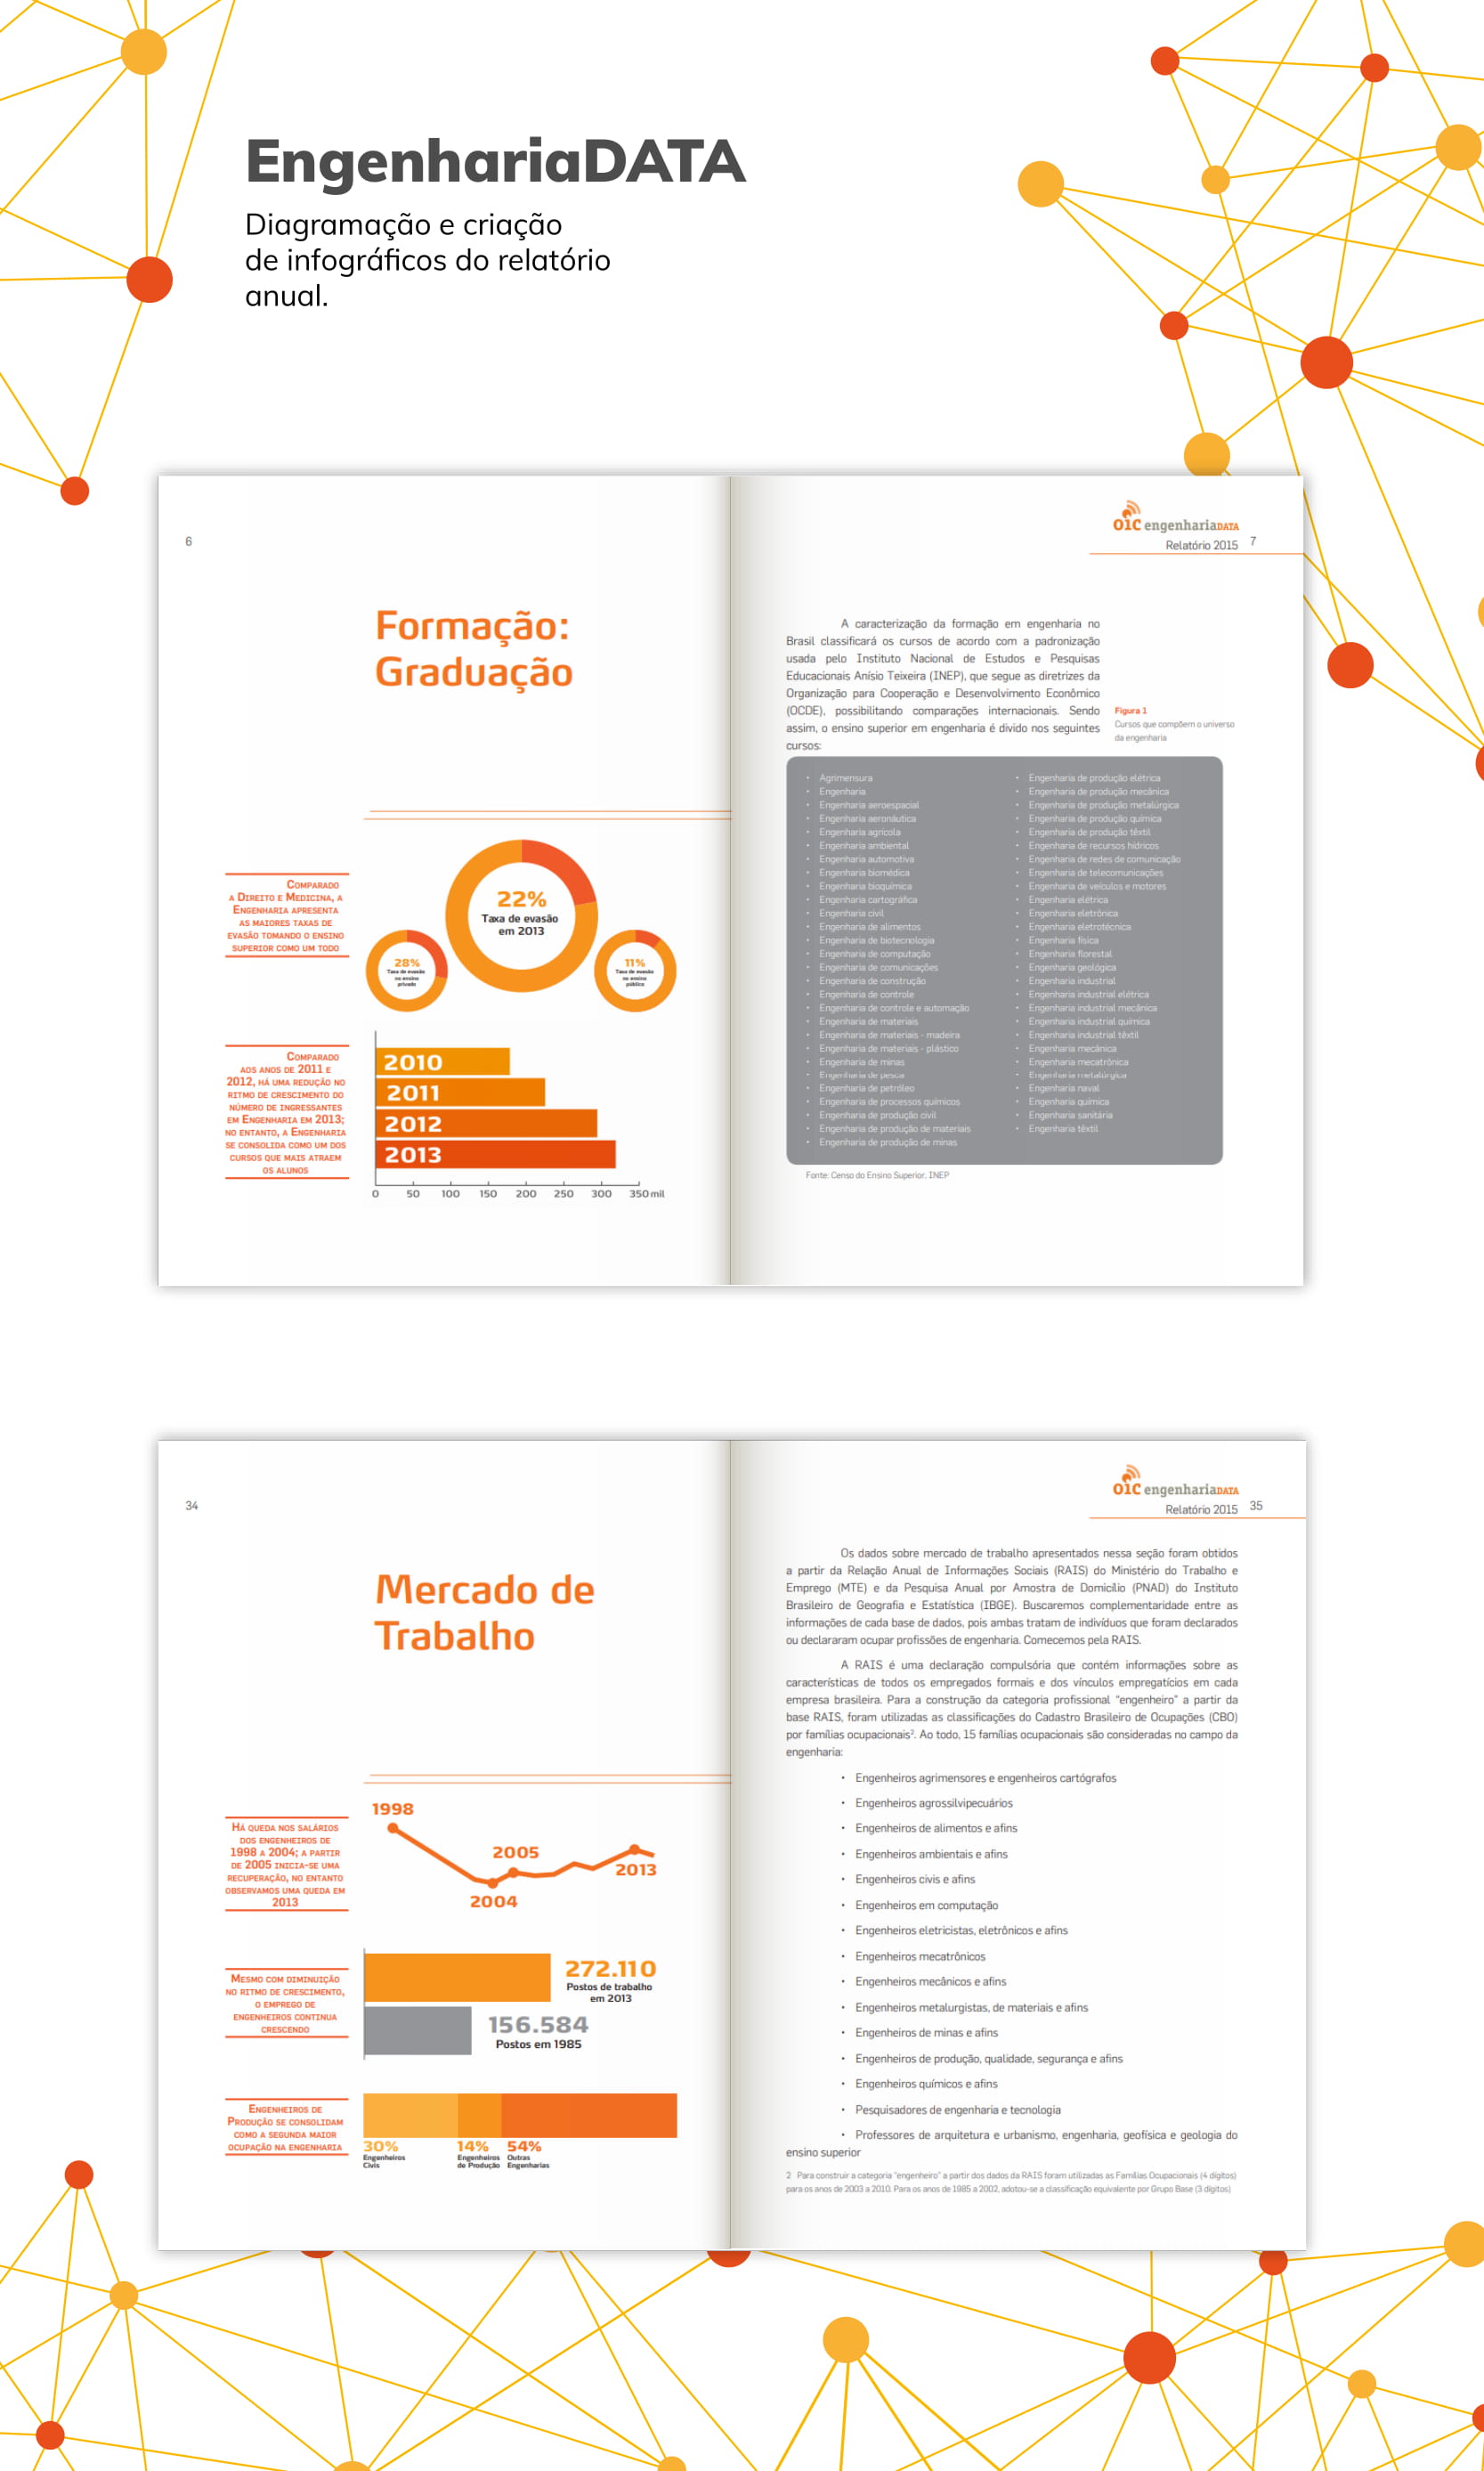 EngenhariaDATA
Diagramação e criação
de infográficos do relatório
anual.
6
Formação:
Graduação
COMPARADO
A DIREITO E MEDICINA, A
ENGENHARIA APRESENTA
AS MAIORES TAXAS DE
EVASÃO TOMANDO O ENSINO
SUPERIOR COMO UM TODO
22%
Taxa de evasão
em 2013
28%
Taxa de evasão
no ensino
privado
11%
Taxa de evasão
no ensino
público
COMPARADO
AOS ANOS DE 2011 E
2012, HÁ UMA REDUÇÃO NO
RITMO DE CRESCIMENTO DO
NÚMERO DE INGRESSANTES
EM ENGENHARIA EM 2013;
NO ENTANTO, A ENGENHARIA
SE CONSOLIDA COMO UM DOS
CURSOS QUE MAIS ATRAEM
OS ALUNOS
2010
2011
2012
2013
0 50 100 150 200 250 300 350 mil
oic engenhariaDATA
Relatório 2015 7
A caracterização da formação em engenharia no
Brasil classificará os cursos de acordo com a padronização
usada pelo Instituto Nacional de Estudos e Pesquisas
Educacionais Anísio Teixeira (INEP), que segue as diretrizes da
Organização para Cooperação e Desenvolvimento Econômico
(OCDE), possibilitando comparações internacionais. Sendo
assim, o ensino superior em engenharia é divido nos seguintes
cursos:
Figura 1
Cursos que compõem o universo
da engenharia
• Agrimensura
• Engenharia
• Engenharia aeroespacial
• Engenharia aeronáutica
• Engenharia agrícola
• Engenharia ambiental
• Engenharia automotiva
• Engenharia biomédica
• Engenharia bioquímica
• Engenharia cartográfica
• Engenharia civil
• Engenharia de alimentos
• Engenharia de biotecnologia
• Engenharia de computação
• Engenharia de comunicações
• Engenharia de construção
• Engenharia de controle
• Engenharia de controle e automação
• Engenharia de materiais
• Engenharia de materiais - madeira
• Engenharia de materiais - plástico
• Engenharia de minas
• Engenharia de pesca
• Engenharia de petróleo
• Engenharia de processos químicos
• Engenharia de produção civil
• Engenharia de produção de materiais
• Engenharia de produção de minas
• Engenharia de produção elétrica
• Engenharia de produção mecânica
• Engenharia de produção metalúrgica
• Engenharia de produção química
• Engenharia de produção têxtil
• Engenharia de recursos hídricos
• Engenharia de redes de comunicação
• Engenharia de telecomunicações
• Engenharia de veículos e motores
• Engenharia elétrica
• Engenharia eletrônica
• Engenharia eletrotécnica
• Engenharia física
• Engenharia florestal
• Engenharia geológica
• Engenharia industrial
• Engenharia industrial elétrica
• Engenharia industrial mecânica
• Engenharia industrial química
• Engenharia industrial têxtil
• Engenharia mecânica
• Engenharia mecatrônica
• Engenharia metalúrgica
• Engenharia naval
• Engenharia química
• Engenharia sanitária
• Engenharia têxtil
Fonte: Censo do Ensino Superior, INEP
34
Mercado de
Trabalho
HÁ QUEDA NOS SALÁRIOS
DOS ENGENHEIROS DE
1998 A 2004; A PARTIR
DE 2005 INICIA-SE UMA
RECUPERAÇÃO, NO ENTANTO
OBSERVAMOS UMA QUEDA EM
2013
1998
2005
2013
2004
MESMO COM DIMINUIÇÃO
NO RITMO DE CRESCIMENTO,
O EMPREGO DE
ENGENHEIROS CONTINUA
CRESCENDO
272.110
Postos de trabalho
em 2013
156.584
Postos em 1985
ENGENHEIROS DE
PRODUÇÃO SE CONSOLIDAM
COMO A SEGUNDA MAIOR
OCUPAÇÃO NA ENGENHARIA
30%
Engenheiros
Civis
14%
Engenheiros
de Produção
54%
Outras
Engenharias
oic engenhariaDATA
Relatório 2015 35
Os dados sobre mercado de trabalho apresentados nessa seção foram obtidos
a partir da Relação Anual de Informações Sociais (RAIS) do Ministério do Trabalho e
Emprego (MTE) e da Pesquisa Anual por Amostra de Domicílio (PNAD) do Instituto
Brasileiro de Geografia e Estatística (IBGE). Buscaremos complementaridade entre as
informações de cada base de dados, pois ambas tratam de indivíduos que foram declarados
ou declararam ocupar profissões de engenharia. Comecemos pela RAIS.
A RAIS é uma declaração compulsória que contém informações sobre as
características de todos os empregados formais e dos vínculos empregatícios em cada
empresa brasileira. Para a construção da categoria profissional "engenheiro" a partir da
base RAIS, foram utilizadas as classificações do Cadastro Brasileiro de Ocupações (CBO)
por famílias ocupacionais². Ao todo, 15 famílias ocupacionais são consideradas no campo da
engenharia:
• Engenheiros agrimensores e engenheiros cartógrafos
• Engenheiros agrossilvipecuários
• Engenheiros de alimentos e afins
• Engenheiros ambientais e afins
• Engenheiros civis e afins
• Engenheiros em computação
• Engenheiros eletricistas, eletrônicos e afins
• Engenheiros mecatrônicos
• Engenheiros mecânicos e afins
• Engenheiros metalurgistas, de materiais e afins
• Engenheiros de minas e afins
• Engenheiros de produção, qualidade, segurança e afins
• Engenheiros químicos e afins
• Pesquisadores de engenharia e tecnologia
• Professores de arquitetura e urbanismo, engenharia, geofísica e geologia do
ensino superior
2 Para construir a categoria "engenheiro" a partir dos dados da RAIS foram utilizadas as Famílias Ocupacionais (4 dígitos)
para os anos de 2003 a 2010. Para os anos de 1985 a 2002, adotou-se a classificação equivalente por Grupo Base (3 dígitos)